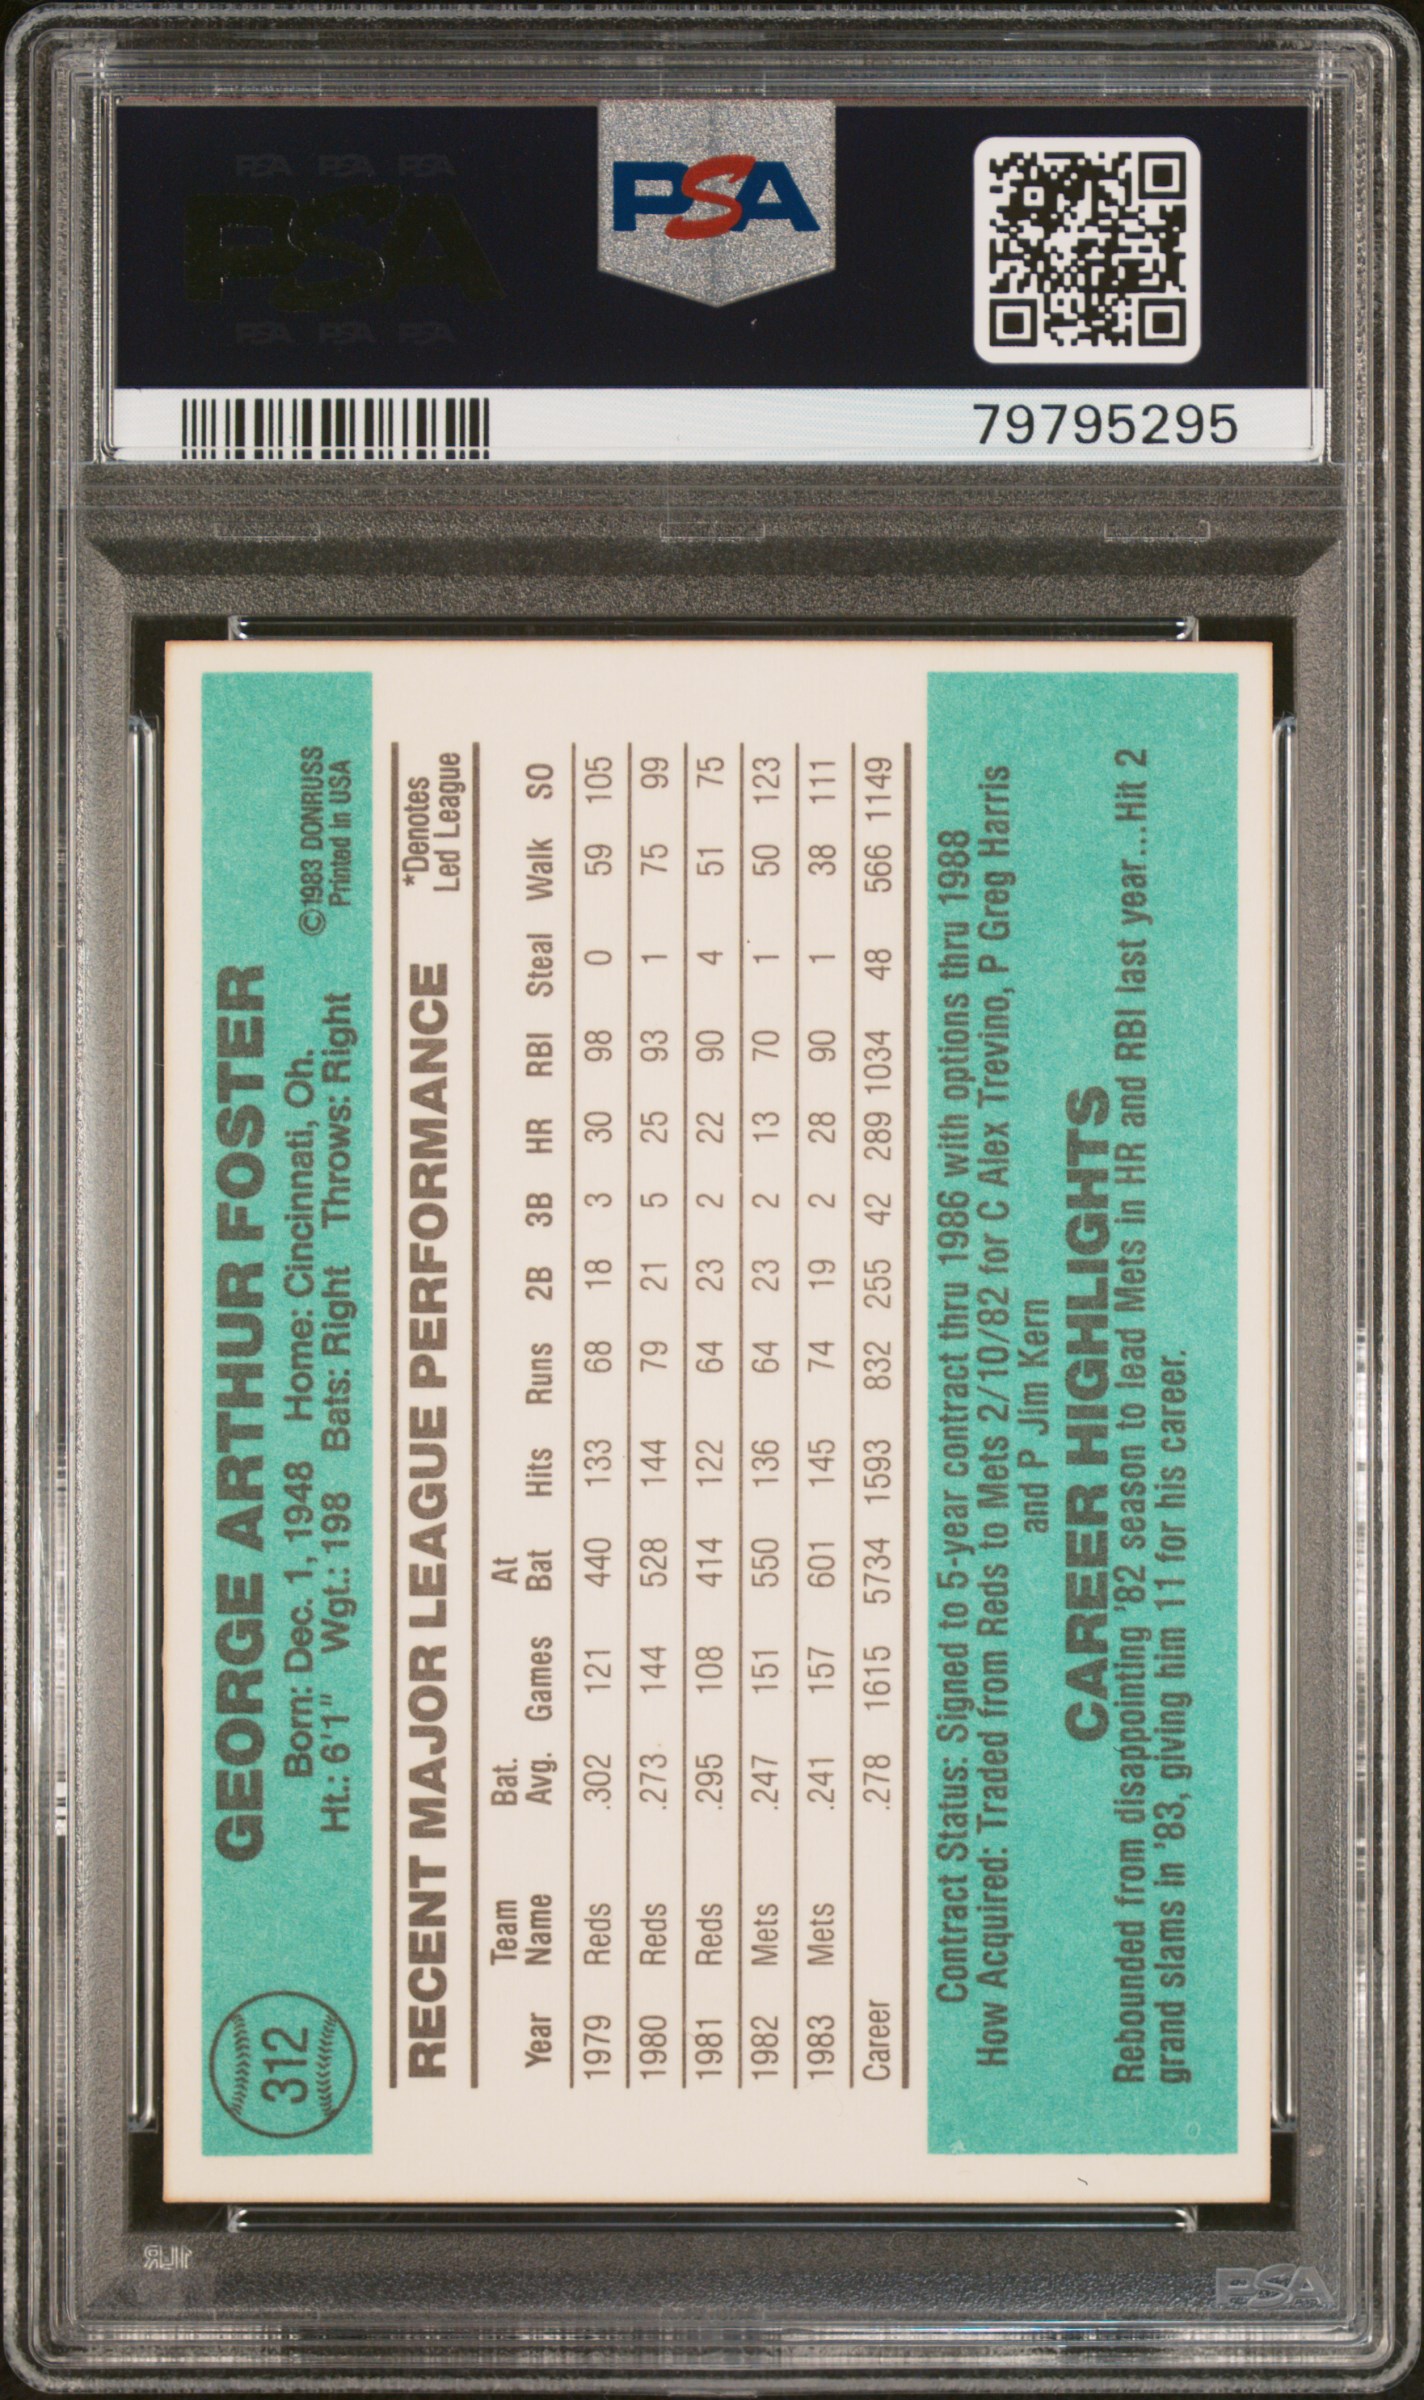 PSA PSA PSA
PSA
PSA PSA PSA
PSA
79795295
312
GEORGE ARTHUR FOSTER
Born: Dec. 1, 1948 Home: Cincinnati, Oh.
Ht.: 6'1" Wgt.: 198 Bats: Right Throws: Right
©1983 DONRUSS
Printed in USA
RECENT MAJOR LEAGUE PERFORMANCE
*Denotes
Led League
Year Team Name Bat. Avg. Games At Bat Hits Runs 2B 3B HR RBI Steal Walk SO
1979 Reds .302 121 440 133 68 18 3 30 98 0 59 105
1980 Reds .273 144 528 144 79 21 5 25 93 1 75 99
1981 Reds .295 108 414 122 64 23 2 22 90 4 51 75
1982 Mets .247 151 550 136 64 23 2 13 70 1 50 123
1983 Mets .241 157 601 145 74 19 2 28 90 1 38 111
Career .278 1615 5734 1593 832 255 42 289 1034 48 566 1149
Contract Status: Signed to 5-year contract thru 1986 with options thru 1988
How Acquired: Traded from Reds to Mets 2/10/82 for C Alex Trevino, P Greg Harris
and P Jim Kern
CAREER HIGHLIGHTS
Rebounded from disappointing '82 season to lead Mets in HR and RBI last year...Hit 2
grand slams in '83, giving him 11 for his career.
PSA